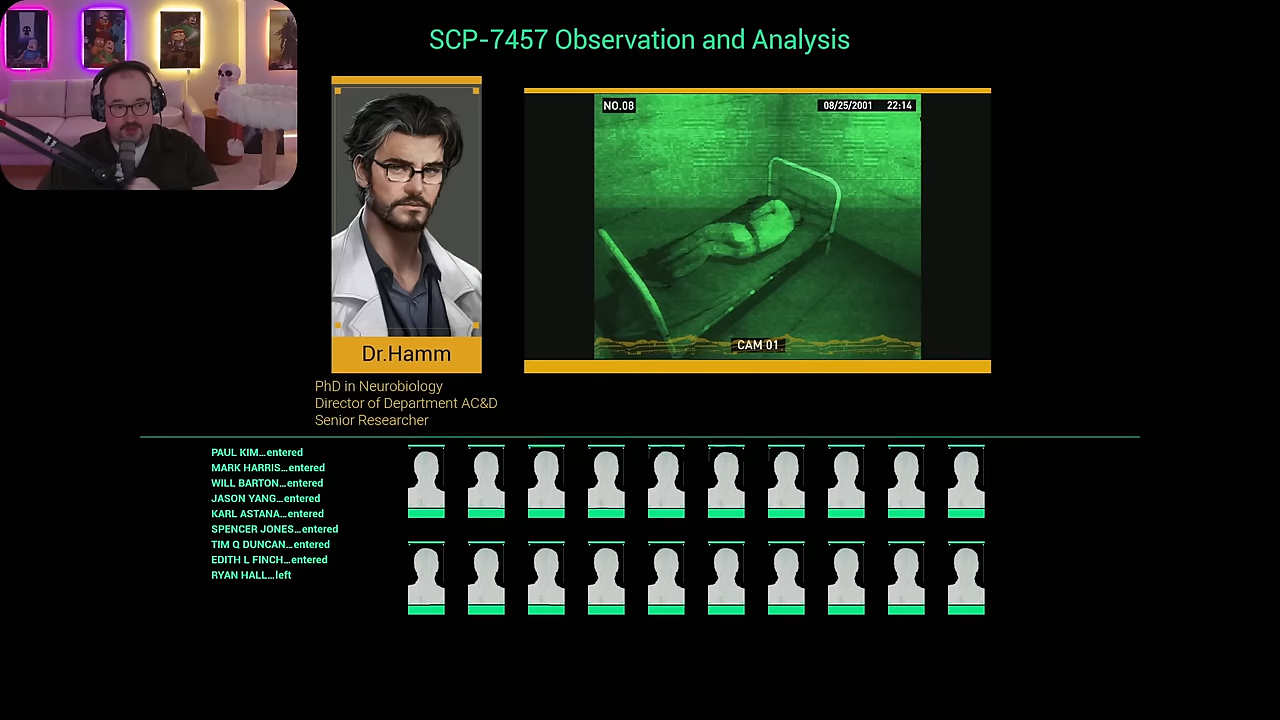 SCP-7457 Observation and Analysis
NO.08
08/25/2001 22:14
CAM 01
Dr.Hamm
PhD in Neurobiology
Director of Department AC&D
Senior Researcher
PAUL KIM...entered
MARK HARRIS...entered
WILL BARTON...entered
JASON YANG...entered
KARL ASTANA...entered
SPENCER JONES...entered
TIM Q DUNCAN...entered
EDITH L FINCH...entered
RYAN HALL...left